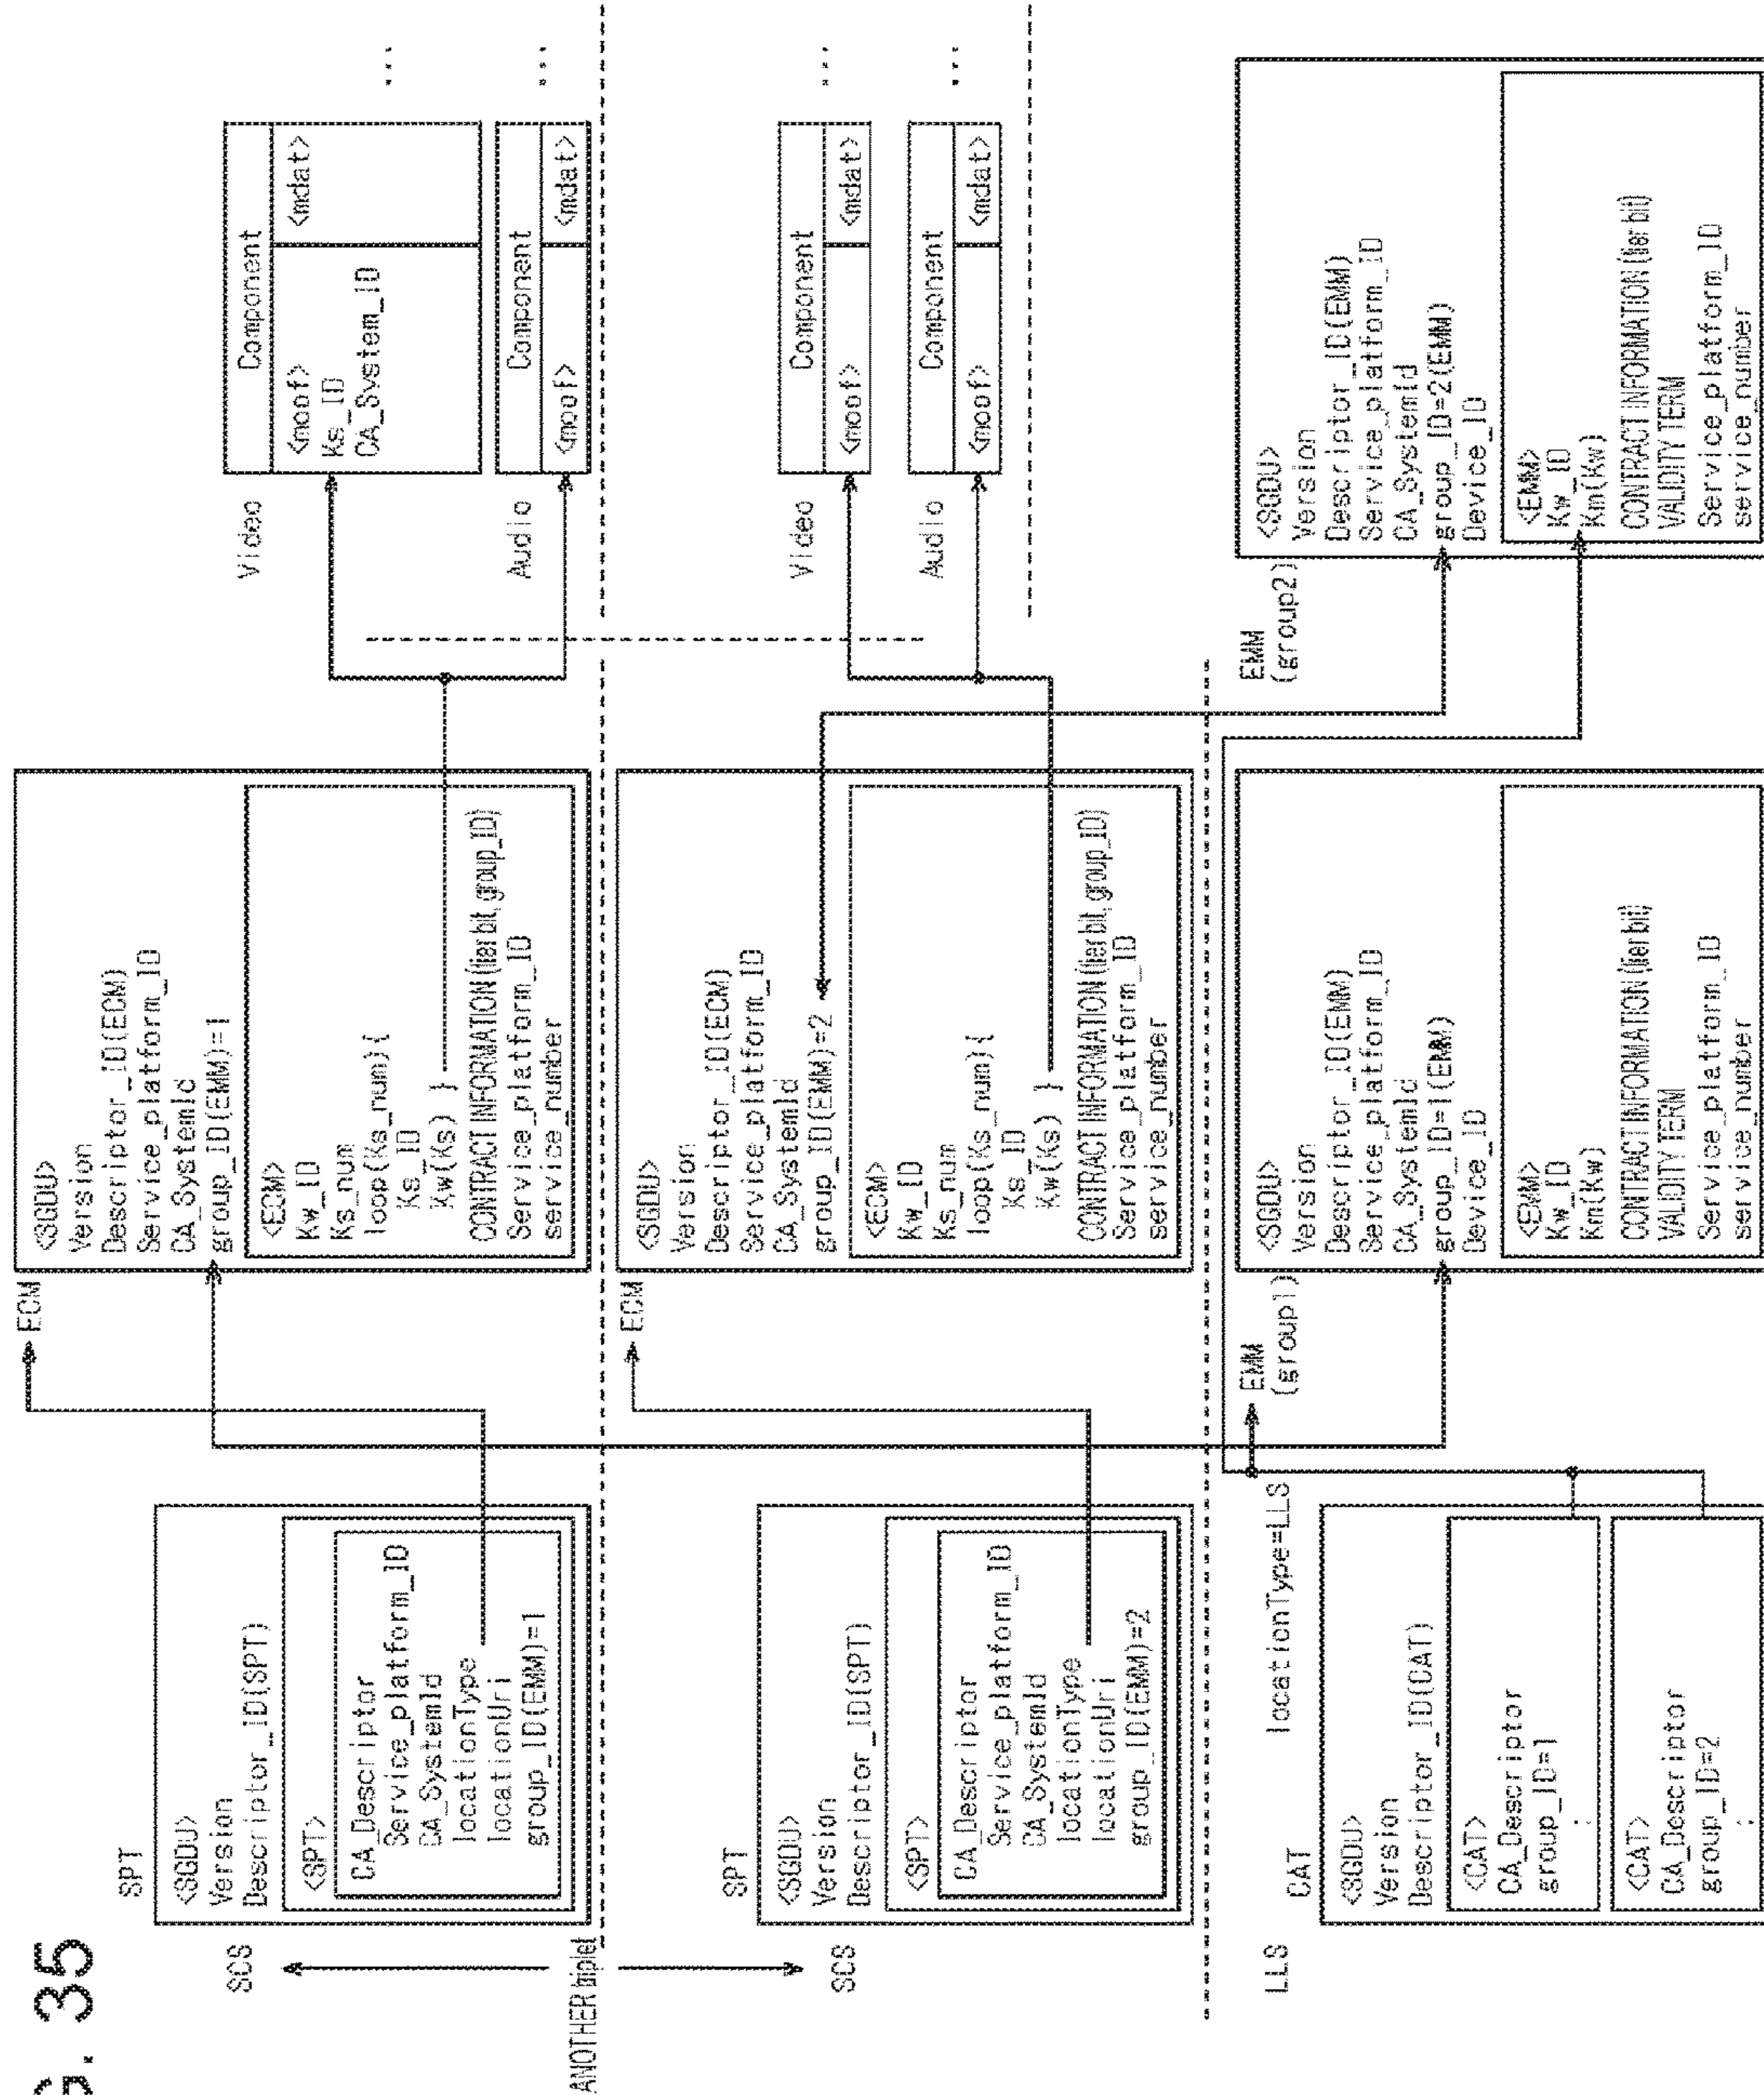 G. 35
SCS
SPT
<SGDU>
Version
Descriptor_ID(SPT)
<SPT>
CA_Descriptor
Service_platform_ID
CA_SystemId
locationType
locationUri
group_ID(EMM)=1
ECM
<SGDU>
Version
Descriptor_ID(ECM)
Service_platform_ID
CA_SystemId
group_ID(EMM)=1
<ECM>
Kw_ID
Ks_num
loop(Ks_num){
Ks_ID
Kw(Ks) }
CONTRACT INFORMATION (tier bit, group_ID)
Service_platform_ID
service_number
Video
Component
<moof>
Ks_ID
CA_System_ID
<mdat>
...
Audio
Component
<moof>
<mdat>
...
ANOTHER triplet
SCS
SPT
<SGDU>
Version
Descriptor_ID(SPT)
<SPT>
CA_Descriptor
Service_platform_ID
CA_SystemId
locationType
locationUri
group_ID(EMM)=2
ECM
<SGDU>
Version
Descriptor_ID(ECM)
Service_platform_ID
CA_SystemId
group_ID(EMM)=2
<ECM>
Kw_ID
Ks_num
loop(Ks_num){
Ks_ID
Kw(Ks) }
CONTRACT INFORMATION (tier bit, group_ID)
Service_platform_ID
service_number
Video
Component
<moof>
<mdat>
...
Audio
Component
<moof>
<mdat>
...
LLS
CAT
locationType=LLS
<SGDU>
Version
Descriptor_ID(CAT)
<CAT>
CA_Descriptor
group_ID=1
:
<CAT>
CA_Descriptor
group_ID=2
:
EMM
(group1)
<SGDU>
Version
Descriptor_ID(EMM)
Service_platform_ID
CA_SystemId
group_ID=1(EMM)
Device_ID
<EMM>
Kw_ID
Km(Kw)
CONTRACT INFORMATION (tier bit)
VALIDITY TERM
Service_platform_ID
service_number
EMM
(group2)
<SGDU>
Version
Descriptor_ID(EMM)
Service_platform_ID
CA_SystemId
group_ID=2(EMM)
Device_ID
<EMM>
Kw_ID
Km(Kw)
CONTRACT INFORMATION (tier bit)
VALIDITY TERM
Service_platform_ID
service_number